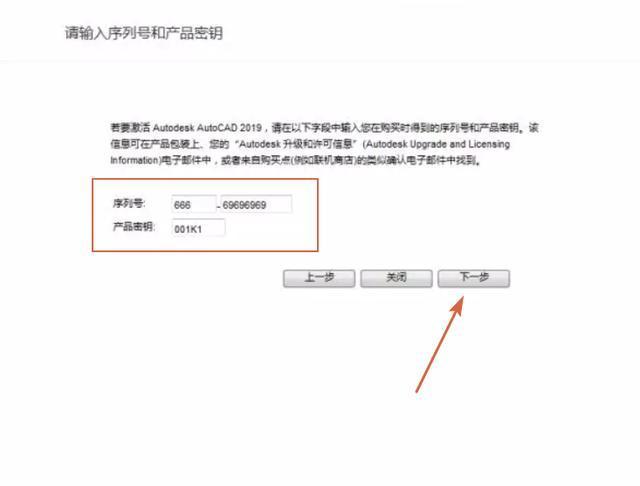 请输入序列号和产品密钥
若要激活 Autodesk AutoCAD 2019，请在以下字段中输入您在购买时得到的序列号和产品密钥。该
信息可在产品包装上、您的“Autodesk 升级和许可信息”(Autodesk Upgrade and Licensing
Information)电子邮件中，或者来自购买点(例如联机商店)的类似确认电子邮件中找到。
序列号: 666 - 69696969
产品密钥: 001K1
上一步 关闭 下一步